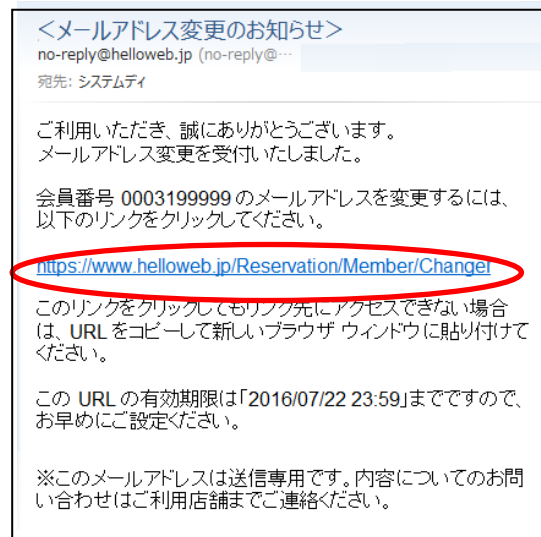 ＜メールアドレス変更のお知らせ＞
no-reply@helloweb.jp (no-reply@…
宛先: システムディ
ご利用いただき、誠にありがとうございます。
メールアドレス変更を受付いたしました。
会員番号 0003199999 のメールアドレスを変更するには、
以下のリンクをクリックしてください。
https://www.helloweb.jp/Reservation/Member/Changel
このリンクをクリックしてもリンク先にアクセスできない場合
は、URL をコピーして新しいブラウザ ウィンドウに貼り付けて
ください。
この URL の有効期限は「2016/07/22 23:59」までですので、
お早めにご設定ください。
※このメールアドレスは送信専用です。内容についてのお問
い合わせはご利用店舗までご連絡ください。